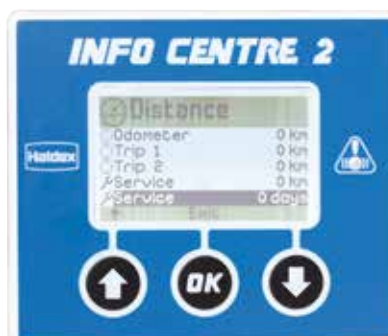 INFO CENTRE 2
Distance
Odometer 0 km
Trip 1 0 km
Trip 2 0 km
Service 0 km
Service 0 days
Exit
Haldex
OK